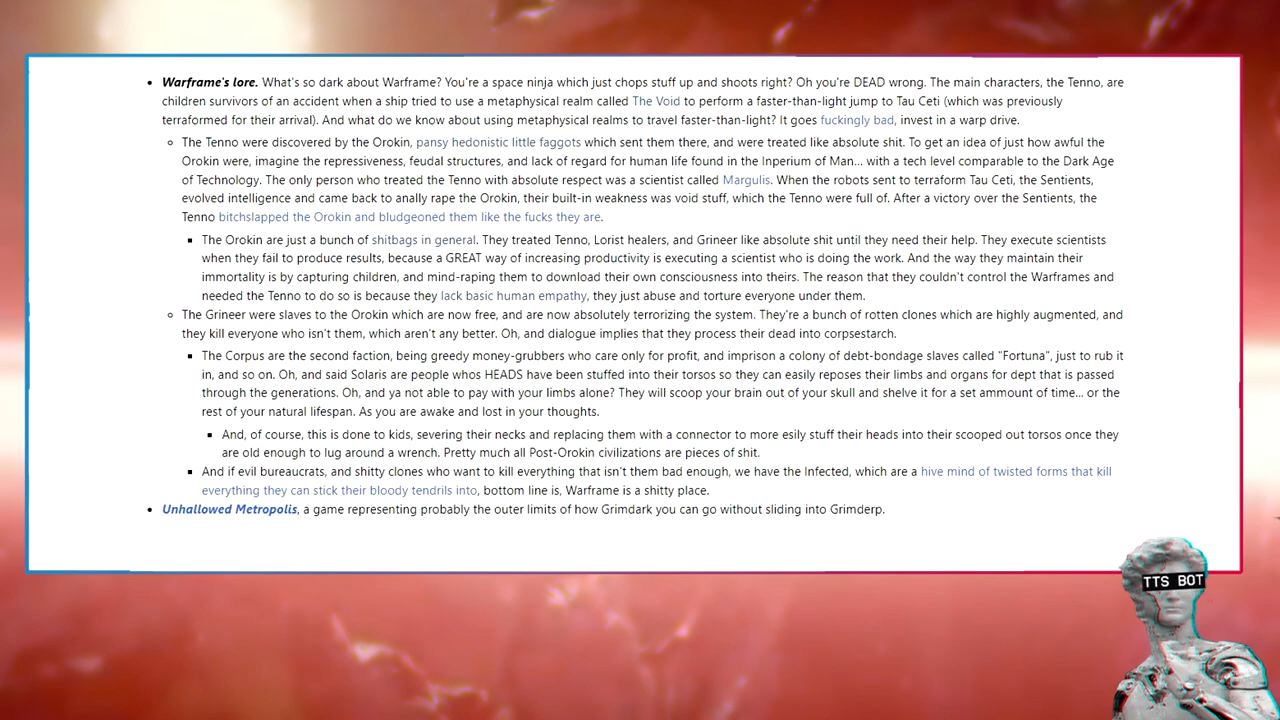 Warframe's lore. What's so dark about Warframe? You're a space ninja which just chops stuff up and shoots right? Oh you're DEAD wrong. The main characters, the Tenno, are
children survivors of an accident when a ship tried to use a metaphysical realm called The Void to perform a faster-than-light jump to Tau Ceti (which was previously
terraformed for their arrival). And what do we know about using metaphysical realms to travel faster-than-light? It goes fuckingly bad, invest in a warp drive.
The Tenno were discovered by the Orokin, pansy hedonistic little faggots which sent them there, and were treated like absolute shit. To get an idea of just how awful the
Orokin were, imagine the repressiveness, feudal structures, and lack of regard for human life found in the Inperium of Man... with a tech level comparable to the Dark Age
of Technology. The only person who treated the Tenno with absolute respect was a scientist called Margulis. When the robots sent to terraform Tau Ceti, the Sentients,
evolved intelligence and came back to anally rape the Orokin, their built-in weakness was void stuff, which the Tenno were full of. After a victory over the Sentients, the
Tenno bitchslapped the Orokin and bludgeoned them like the fucks they are.
The Orokin are just a bunch of shitbags in general. They treated Tenno, Lorist healers, and Grineer like absolute shit until they need their help. They execute scientists
when they fail to produce results, because a GREAT way of increasing productivity is executing a scientist who is doing the work. And the way they maintain their
immortality is by capturing children, and mind-raping them to download their own consciousness into theirs. The reason that they couldn't control the Warframes and
needed the Tenno to do so is because they lack basic human empathy, they just abuse and torture everyone under them.
The Grineer were slaves to the Orokin which are now free, and are now absolutely terrorizing the system. They're a bunch of rotten clones which are highly augmented, and
they kill everyone who isn't them, which aren't any better. Oh, and dialogue implies that they process their dead into corpsestarch.
The Corpus are the second faction, being greedy money-grubbers who care only for profit, and imprison a colony of debt-bondage slaves called "Fortuna", just to rub it
in, and so on. Oh, and said Solaris are people whos HEADS have been stuffed into their torsos so they can easily reposes their limbs and organs for dept that is passed
through the generations. Oh, and ya not able to pay with your limbs alone? They will scoop your brain out of your skull and shelve it for a set ammount of time... or the
rest of your natural lifespan. As you are awake and lost in your thoughts.
And, of course, this is done to kids, severing their necks and replacing them with a connector to more esily stuff their heads into their scooped out torsos once they
are old enough to lug around a wrench. Pretty much all Post-Orokin civilizations are pieces of shit.
And if evil bureaucrats, and shitty clones who want to kill everything that isn't them bad enough, we have the Infected, which are a hive mind of twisted forms that kill
everything they can stick their bloody tendrils into, bottom line is, Warframe is a shitty place.
Unhallowed Metropolis, a game representing probably the outer limits of how Grimdark you can go without sliding into Grimderp.
TTS BOT